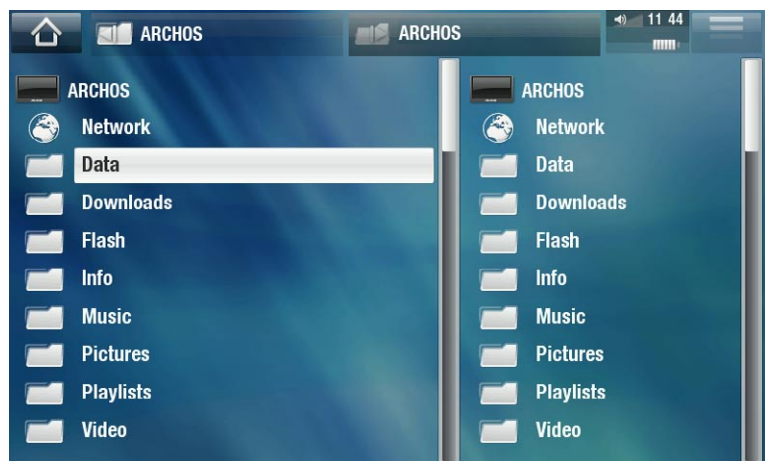 ARCHOS
ARCHOS
11 44
ARCHOS
Network
Data
Downloads
Flash
Info
Music
Pictures
Playlists
Video
ARCHOS
Network
Data
Downloads
Flash
Info
Music
Pictures
Playlists
Video